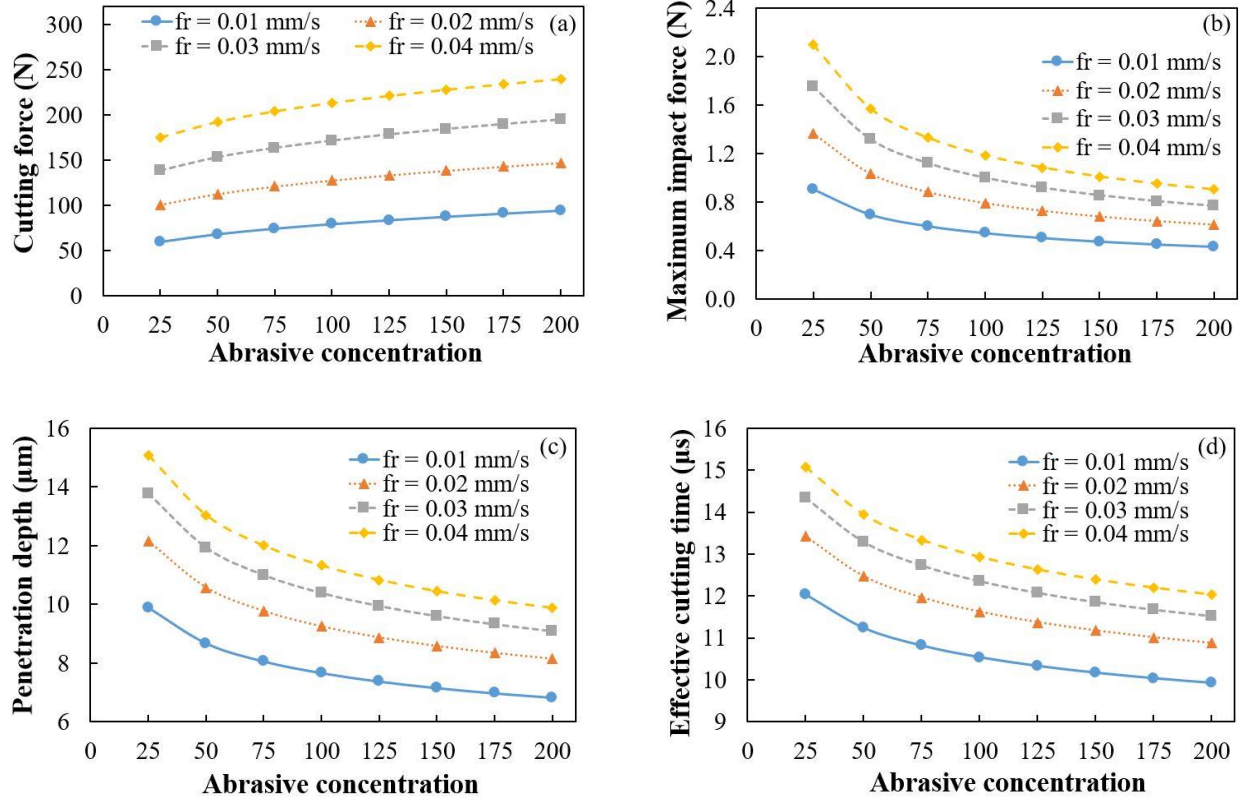 (a)
fr = 0.01 mm/s
fr = 0.02 mm/s
fr = 0.03 mm/s
fr = 0.04 mm/s
Cutting force (N)
300
250
200
150
100
50
0
0 25 50 75 100 125 150 175 200
Abrasive concentration
(b)
fr = 0.01 mm/s
fr = 0.02 mm/s
fr = 0.03 mm/s
fr = 0.04 mm/s
Maximum impact force (N)
2.4
2.0
1.6
1.2
0.8
0.4
0.0
0 25 50 75 100 125 150 175 200
Abrasive concentration
(c)
fr = 0.01 mm/s
fr = 0.02 mm/s
fr = 0.03 mm/s
fr = 0.04 mm/s
Penetration depth (μm)
16
14
12
10
8
6
0 25 50 75 100 125 150 175 200
Abrasive concentration
(d)
fr = 0.01 mm/s
fr = 0.02 mm/s
fr = 0.03 mm/s
fr = 0.04 mm/s
Effective cutting time (μs)
16
15
14
13
12
11
10
9
0 25 50 75 100 125 150 175 200
Abrasive concentration